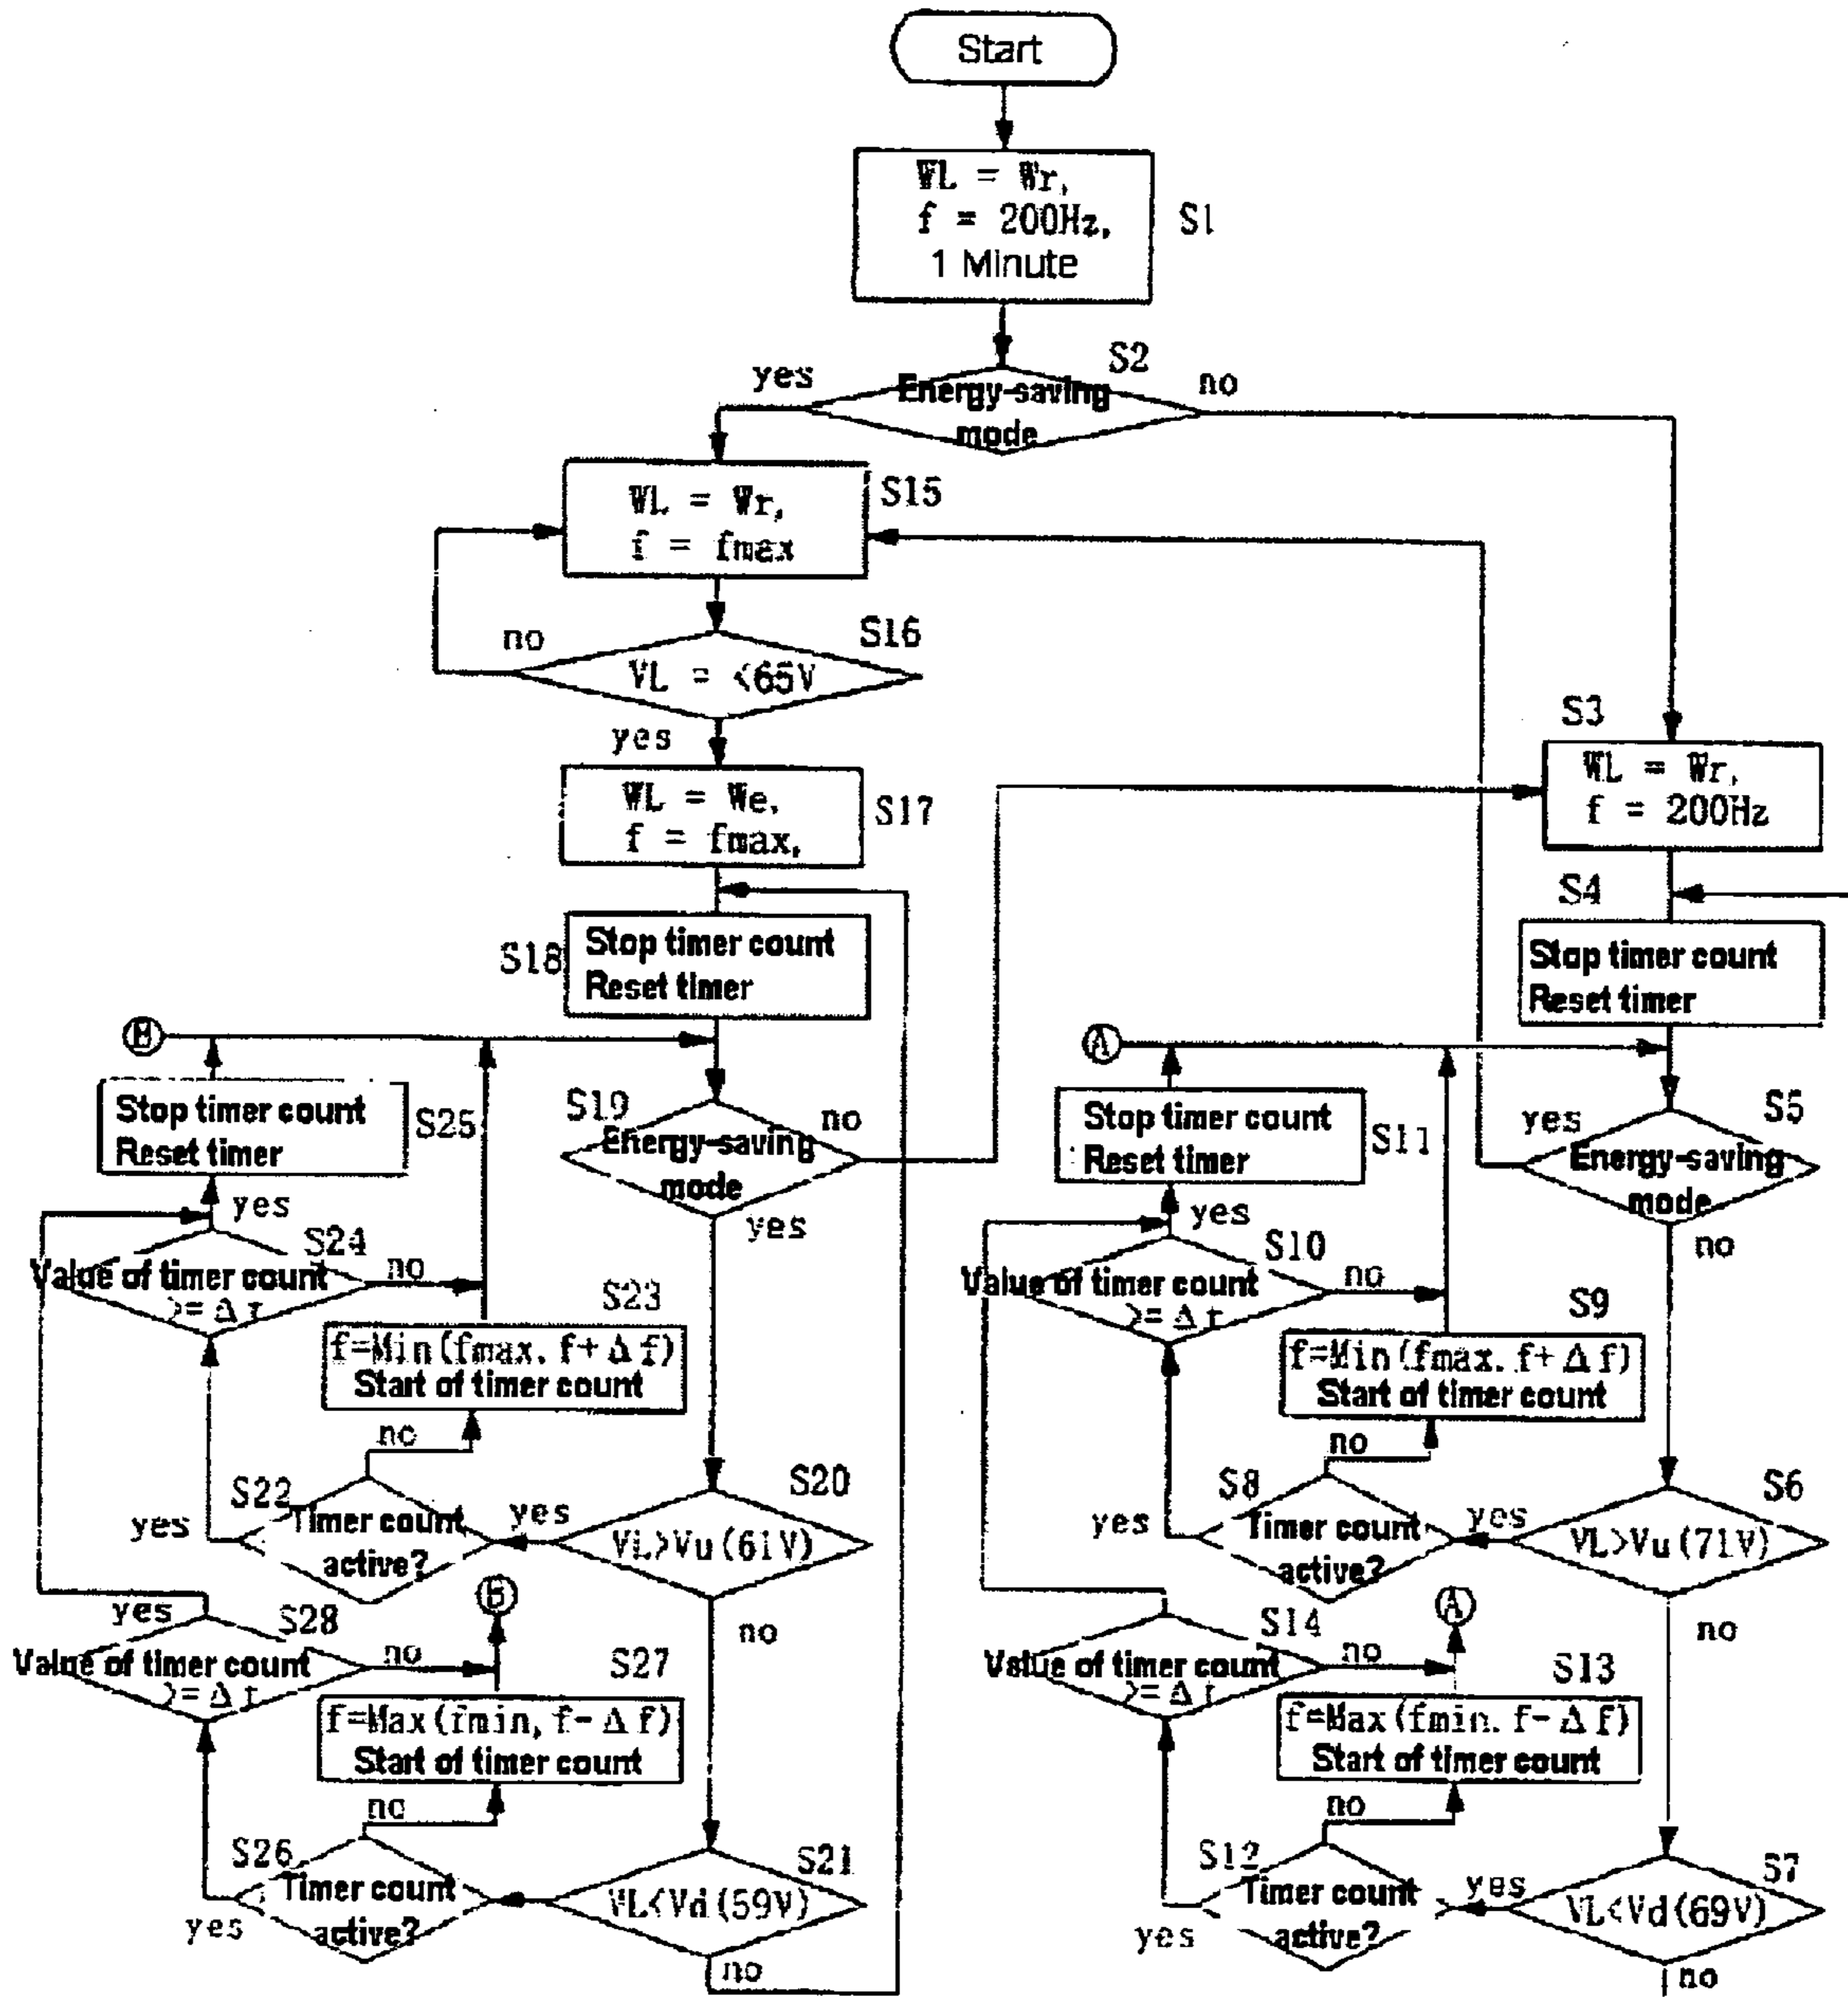 Start
WL = Wr,
f = 200Hz,
1 Minute
S1
S2
yes
Energy-saving
mode
no
S15
WL = Wr,
f = fmax
S16
no
VL = <65V
yes
S3
WL = Wr,
f = 200Hz
WL = We,
f = fmax,
S17
S4
S18
Stop timer count
Reset timer
Stop timer count
Reset timer
B
A
Stop timer count
Reset timer
S25
S19
Energy-saving
mode
no
yes
Stop timer count
Reset timer
S11
S5
yes
Energy-saving
mode
no
yes
S24
Value of timer count
>= Δt
no
yes
S10
Value of timer count
>= Δt
no
S23
f=Min(fmax. f+Δf)
Start of timer count
no
S9
f=Min(fmax. f+Δf)
Start of timer count
no
S22
Timer count
active?
yes
yes
S20
VL>Vu(61V)
no
S8
Timer count
active?
yes
yes
S6
VL>Vu(71V)
no
yes
S28
Value of timer count
>= Δt
no
B
S27
f=Max(fmin, f-Δf)
Start of timer count
no
S14
Value of timer count
>= Δt
no
A
S13
f=Max(fmin. f-Δf)
Start of timer count
no
S26
Timer count
active?
yes
S21
VL<Vd(59V)
no
S12
Timer count
active?
yes
yes
S7
VL<Vd(69V)
no